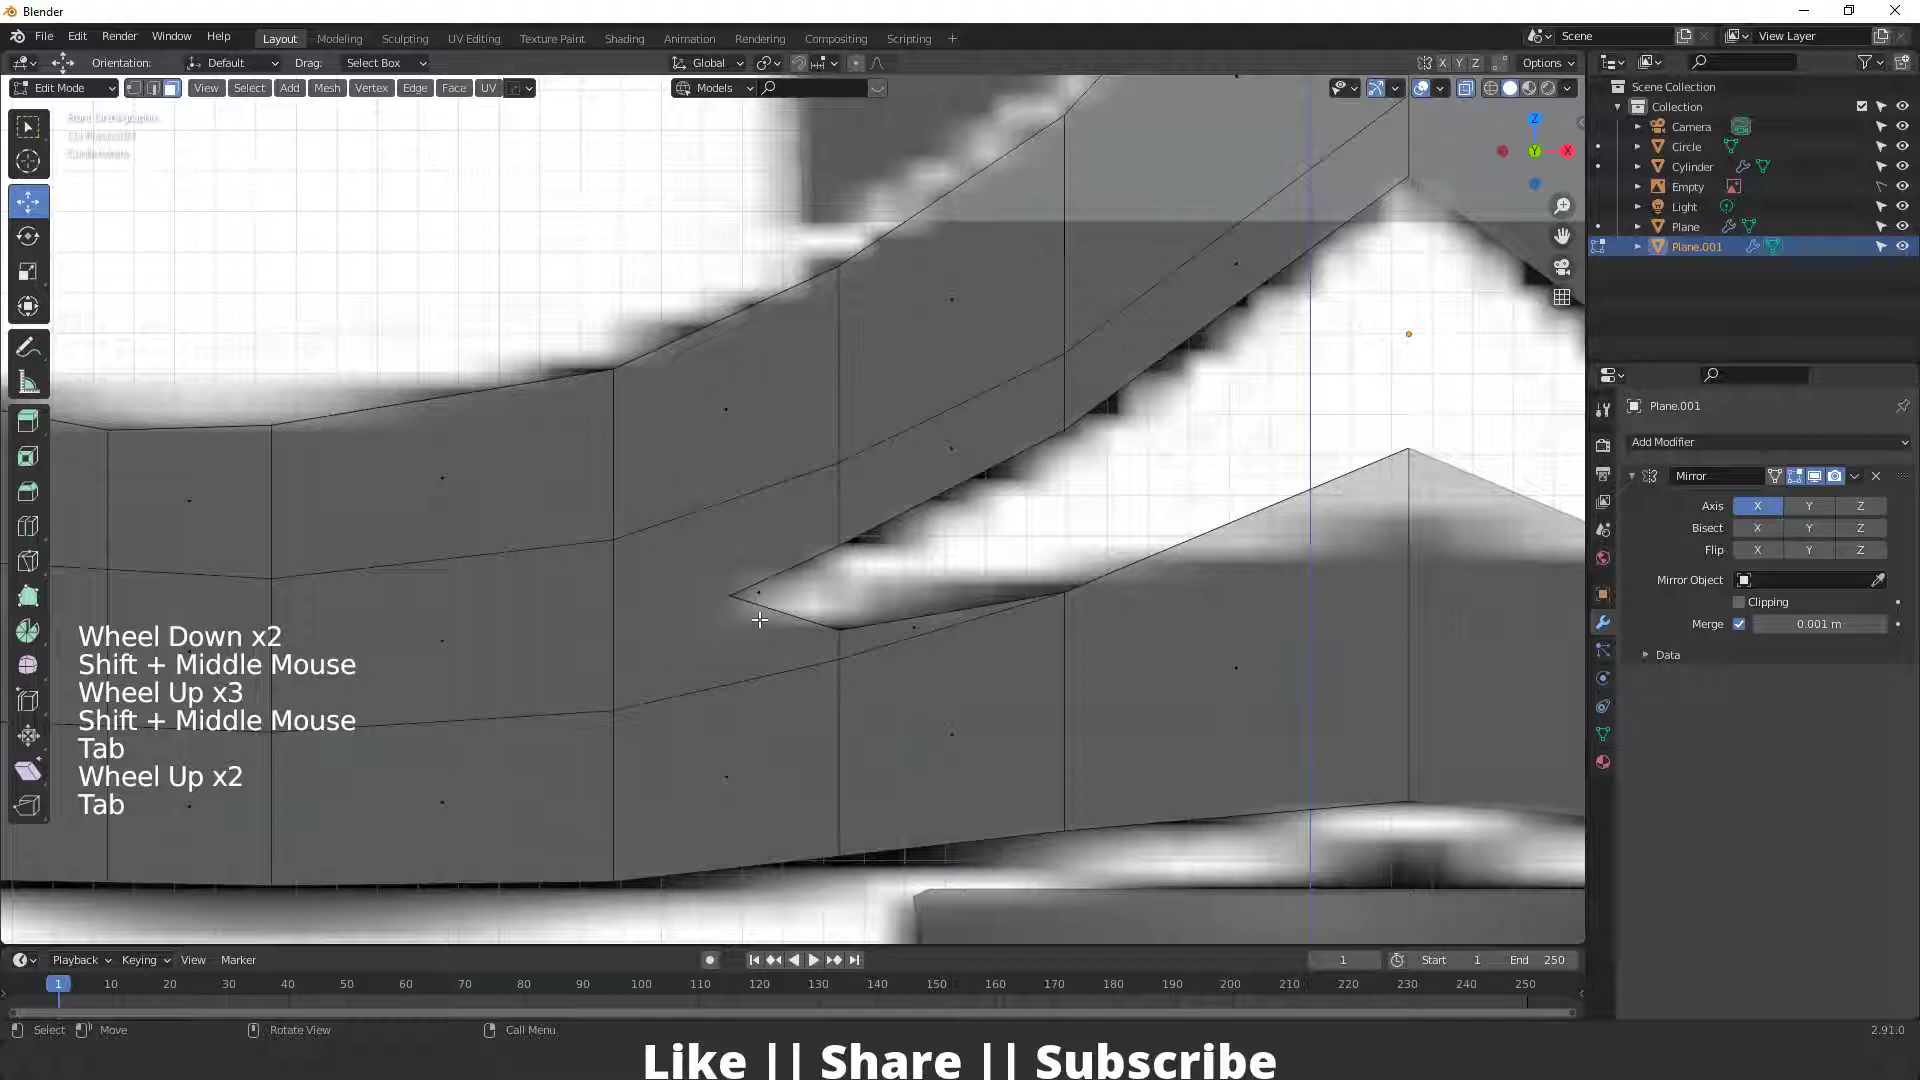 Blender
File Edit Render Window Help Layout Modeling Sculpting UV Editing Texture Paint Shading Animation Rendering Compositing Scripting + Scene View Layer
Orientation: Default Drag: Select Box Global X Y Z Options
Edit Mode View Select Add Mesh Vertex Edge Face UV Models
Front Orthographic
(1) Plane.001
Centimeters
Z
Y
X
Scene Collection
Collection
Camera
Circle
Cylinder
Empty
Light
Plane
Plane.001
Plane.001
Add Modifier
Mirror
Axis X Y Z
Bisect X Y Z
Flip X Y Z
Mirror Object
Clipping
Merge 0.001 m
Data
Wheel Down x2
Shift + Middle Mouse
Wheel Up x3
Shift + Middle Mouse
Tab
Wheel Up x2
Tab
Playback Keying View Marker 1 Start 1 End 250
1 10 20 30 40 50 60 70 80 90 100 110 120 130 140 150 160 170 180 190 200 210 220 230 240 250
Select Move Rotate View Call Menu 2.91.0
Like || Share || Subscribe